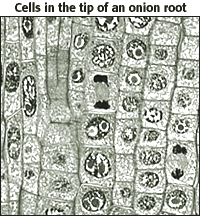 Cells in the tip of an onion root